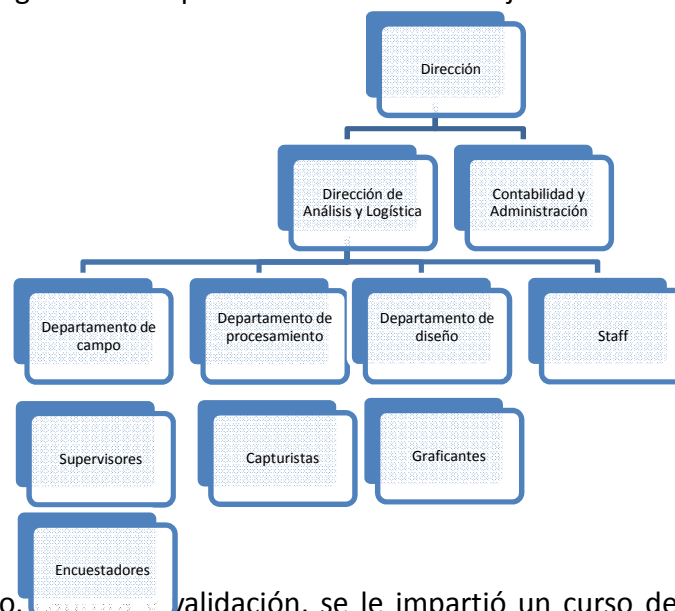 Dirección
Dirección de
Análisis y Logística
Contabilidad y
Administración
Departamento de
campo
Departamento de
procesamiento
Departamento de
diseño
Staff
Supervisores
Capturistas
Graficantes
Encuestadores
validación, se le impartió un curso de